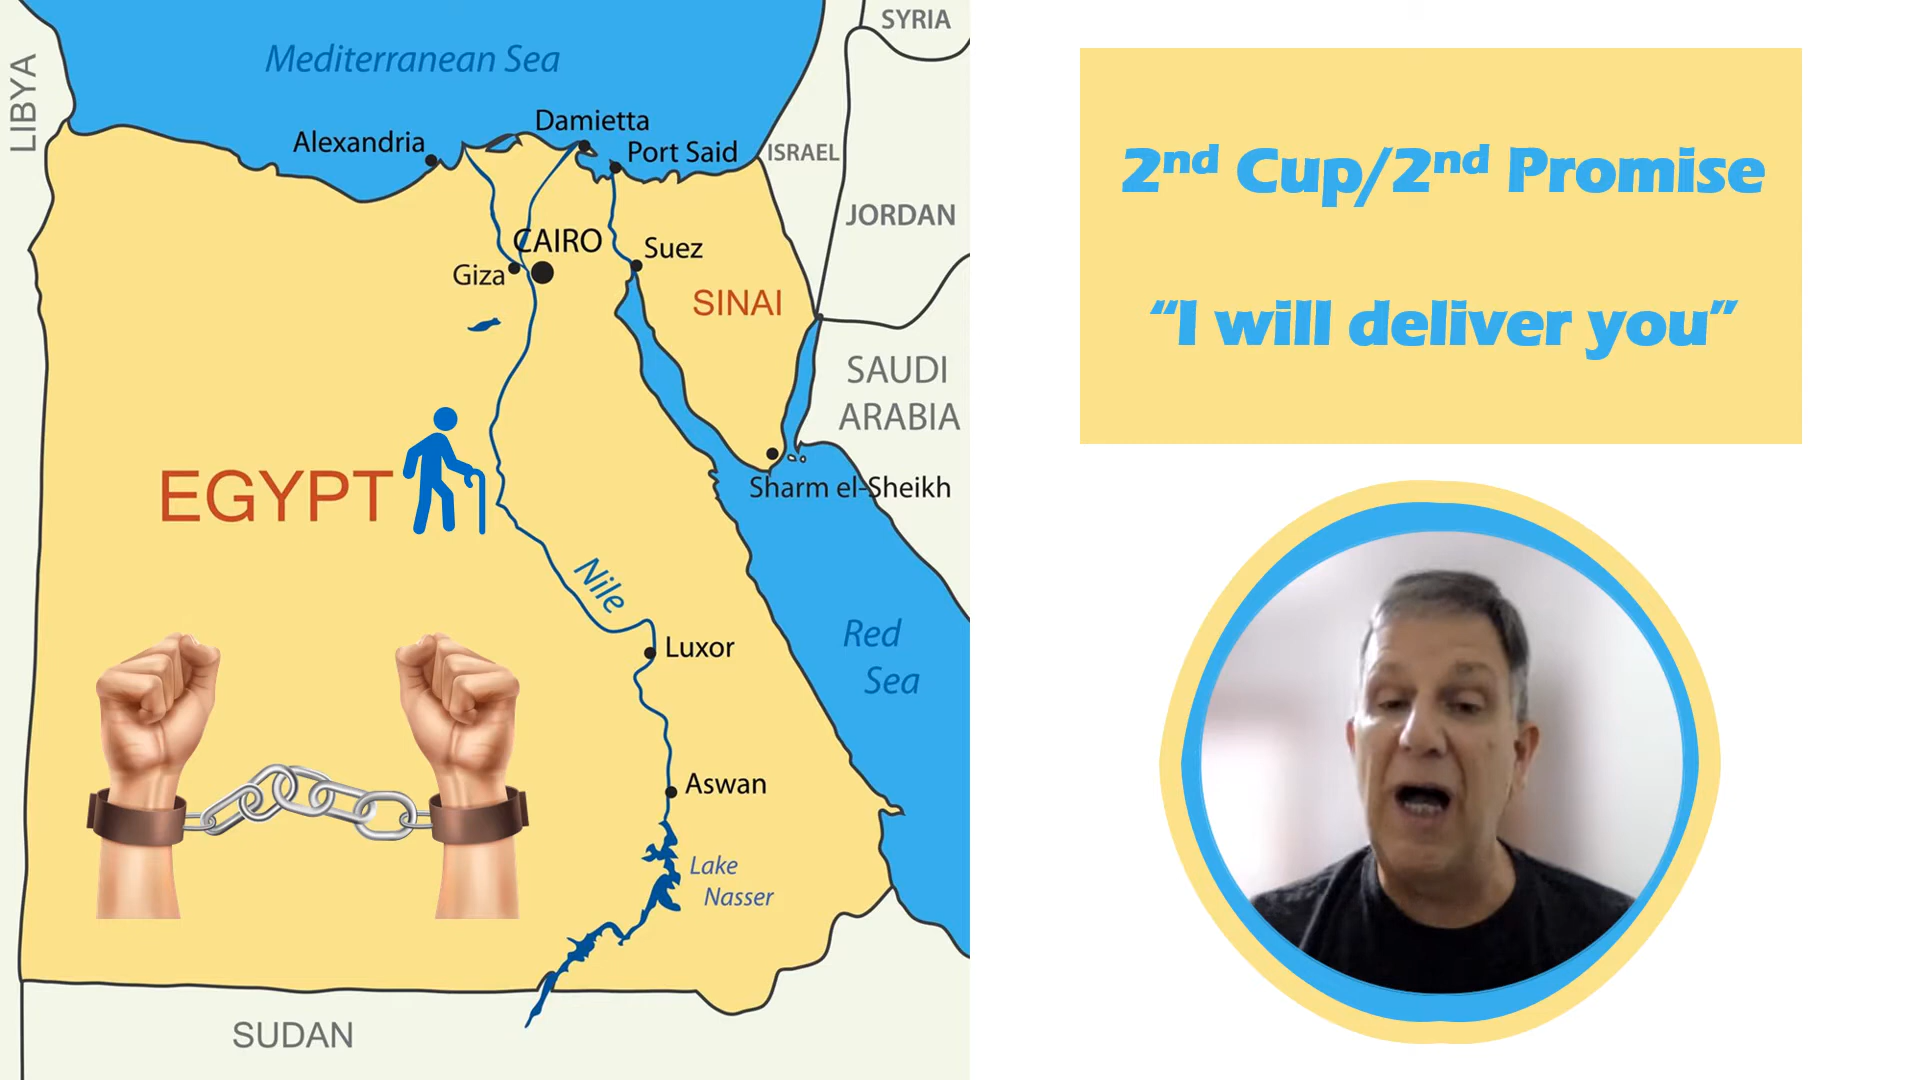 SYRIA
LIBYA
Mediterranean Sea
Damietta
Alexandria
Port Said
ISRAEL
JORDAN
CAIRO
Suez
Giza
SINAI
SAUDI
ARABIA
EGYPT
Sharm el-Sheikh
Nile
Red
Sea
Luxor
Aswan
Lake
Nasser
SUDAN
2nd Cup/2nd Promise
“I will deliver you”